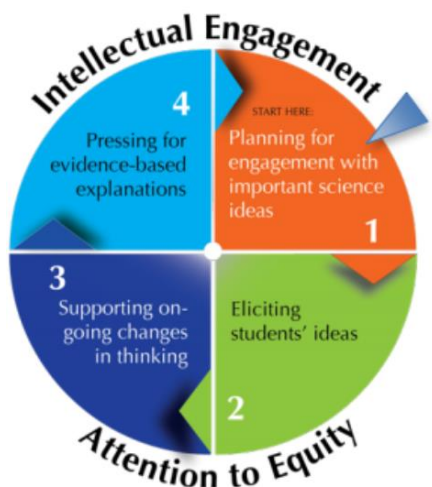 Intellectual Engagement
START HERE:
Planning for
engagement with
important science
ideas
1
Eliciting
students' ideas
2
3
Supporting on-
going changes
in thinking
4
Pressing for
evidence-based
explanations
Attention to Equity